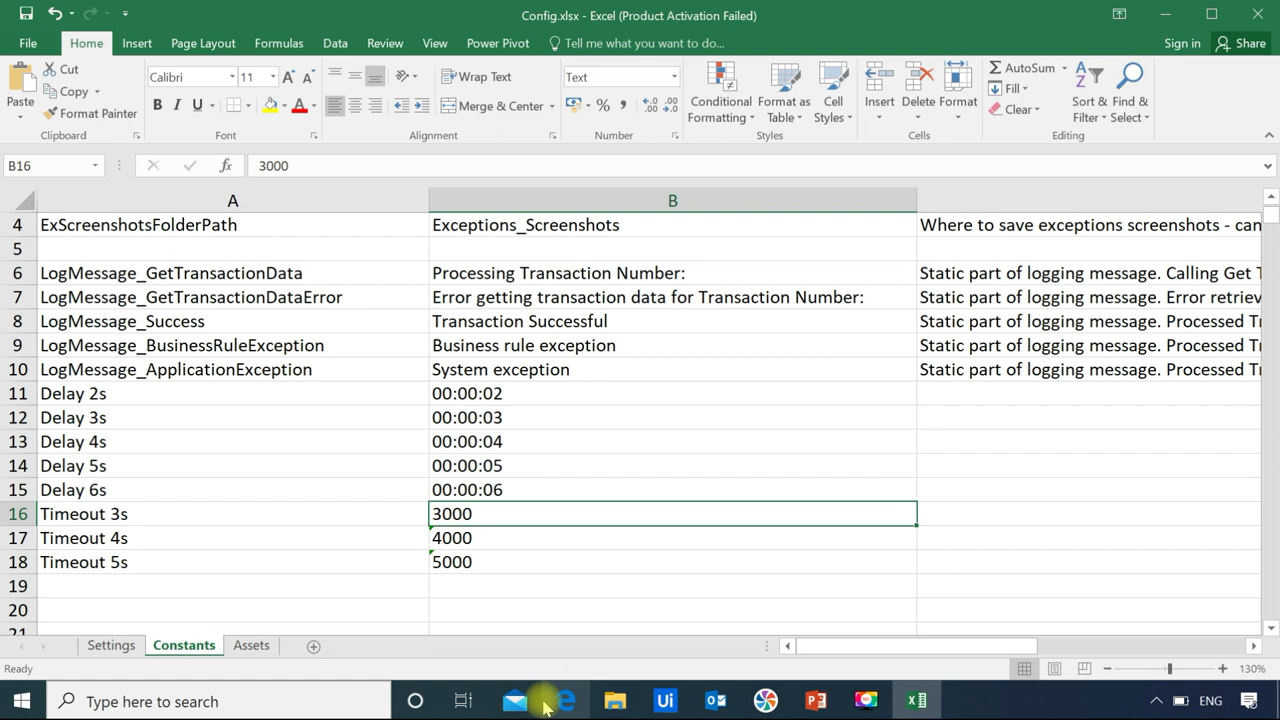 Config.xlsx - Excel (Product Activation Failed)
File Home Insert Page Layout Formulas Data Review View Power Pivot Tell me what you want to do... Sign in Share
Paste Cut Copy Format Painter Clipboard
Calibri 11 B I U A Font
Wrap Text Merge & Center Alignment
Text % Number
Conditional Formatting Format as Table Cell Styles Styles
Insert Delete Format Cells
AutoSum Fill Clear Sort & Filter Find & Select Editing
B16 fx 3000
A B
4 ExScreenshotsFolderPath Exceptions_Screenshots Where to save exceptions screenshots - can
5
6 LogMessage_GetTransactionData Processing Transaction Number: Static part of logging message. Calling Get T
7 LogMessage_GetTransactionDataError Error getting transaction data for Transaction Number: Static part of logging message. Error retriev
8 LogMessage_Success Transaction Successful Static part of logging message. Processed Tr
9 LogMessage_BusinessRuleException Business rule exception Static part of logging message. Processed Tr
10 LogMessage_ApplicationException System exception Static part of logging message. Processed Tr
11 Delay 2s 00:00:02
12 Delay 3s 00:00:03
13 Delay 4s 00:00:04
14 Delay 5s 00:00:05
15 Delay 6s 00:00:06
16 Timeout 3s 3000
17 Timeout 4s 4000
18 Timeout 5s 5000
19
20
21
Settings Constants Assets
Ready 130%
Type here to search Ui ENG